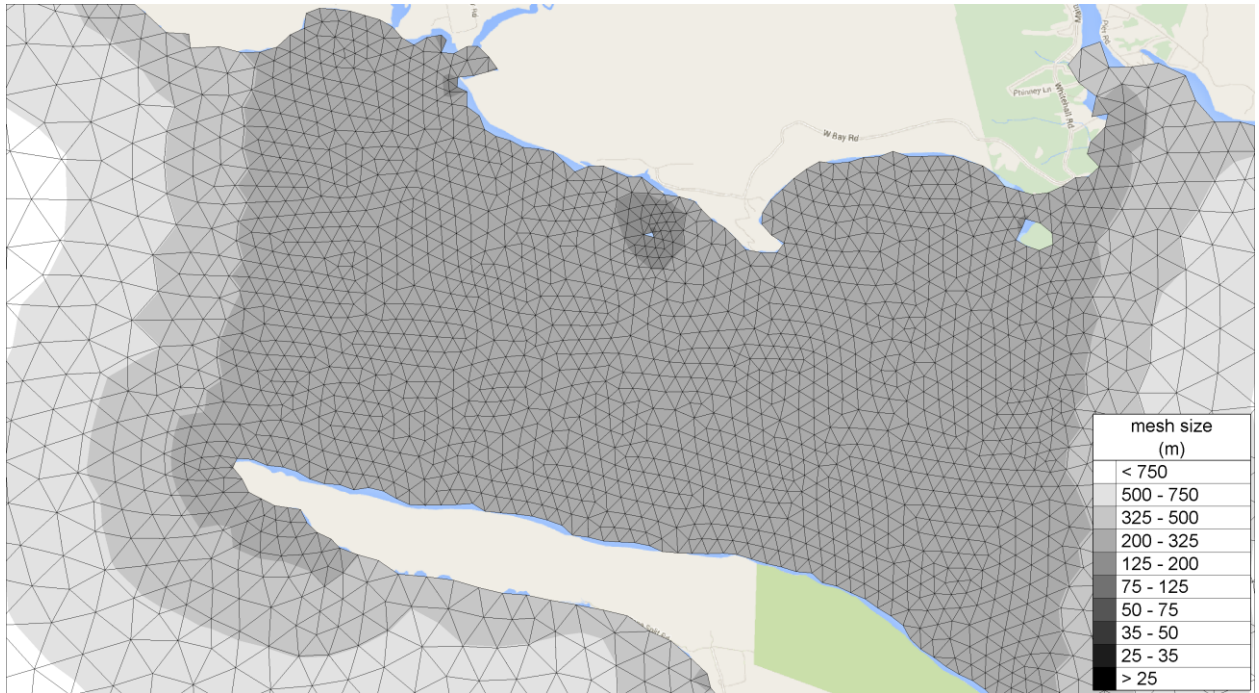 Phinney Ln
Whitehall Rd
W Bay Rd
mesh size
(m)
< 750
500 - 750
325 - 500
200 - 325
125 - 200
75 - 125
50 - 75
35 - 50
25 - 35
> 25